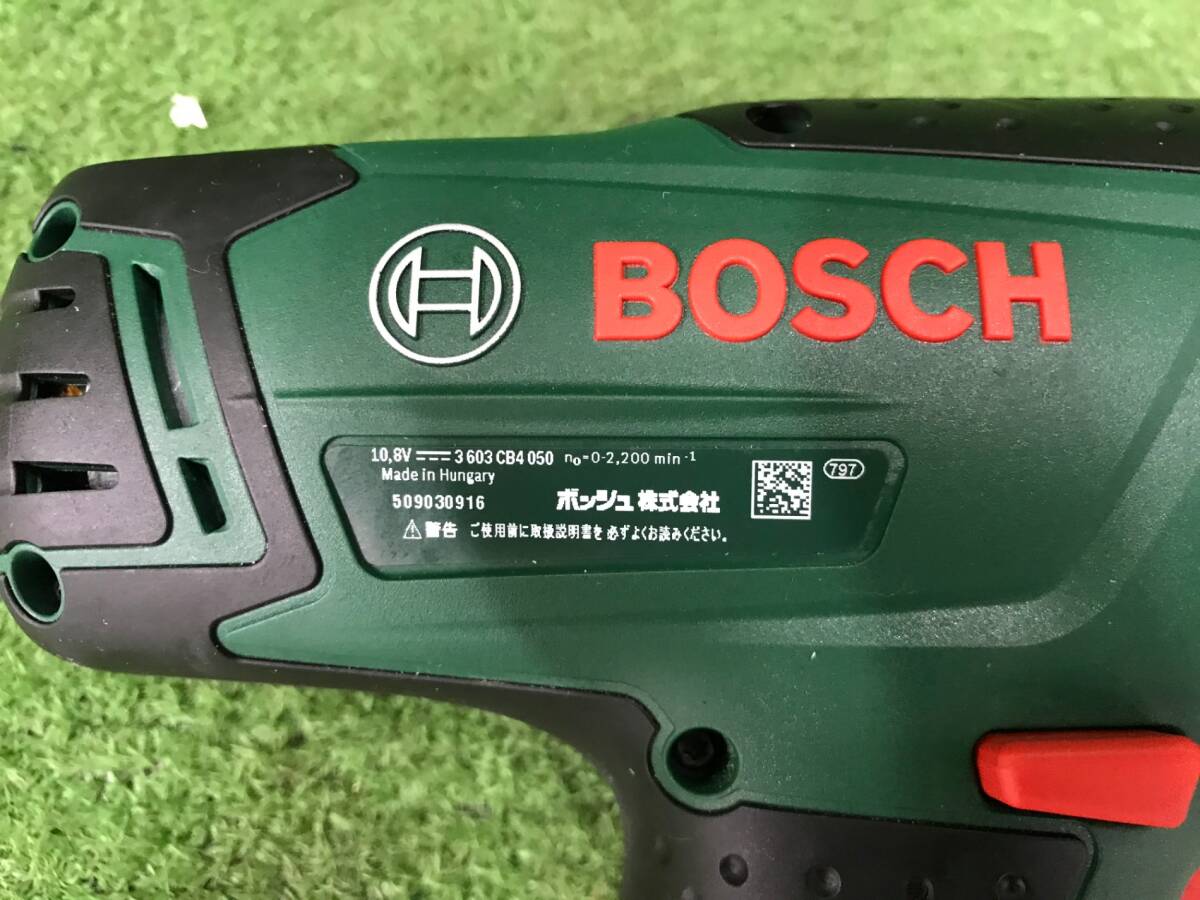 BOSCH
10,8V ⎓ 3 603 CB4 050 n₀=0-2,200 min⁻¹
Made in Hungary
509030916 ボッシュ株式会社
797
⚠警告 ご使用前に取扱説明書を必ずよくお読みください。